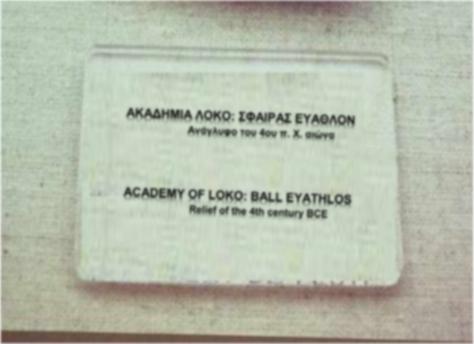 ΑΚΑΔΗΜΙΑ ΛΟΚΟ: ΣΦΑΙΡΑΣ ΕΥΑΘΛΟΝ
Ανάγλυφο του 4ου π. Χ. αιώνα
ACADEMY OF LOKO: BALL EYATHLOS
Relief of the 4th century BCE